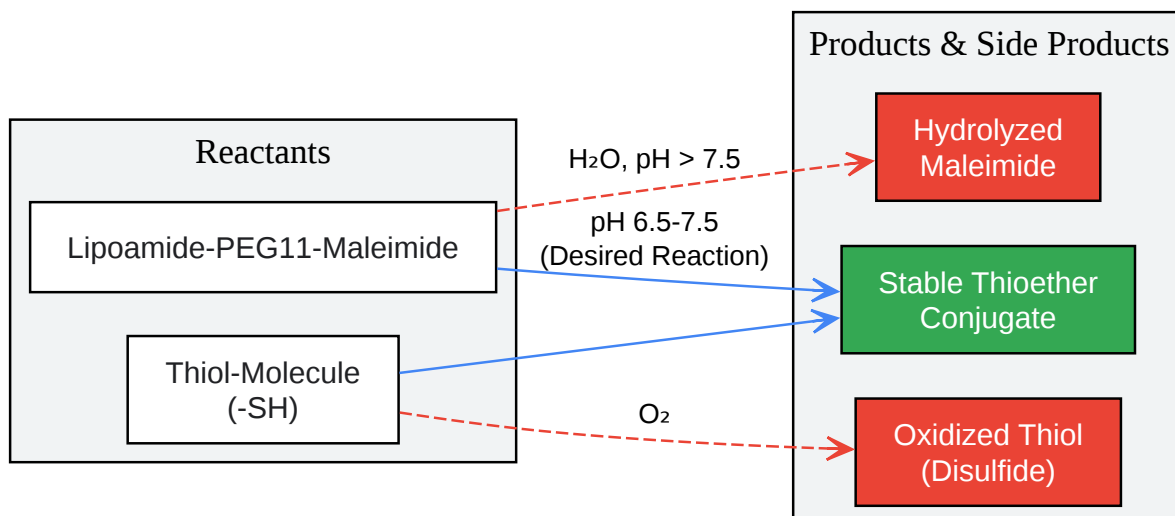 Reactants
Lipoamide-PEG11-Maleimide
Thiol-Molecule
(-SH)
H₂O, pH > 7.5
pH 6.5-7.5
(Desired Reaction)
O₂
Products & Side Products
Hydrolyzed
Maleimide
Stable Thioether
Conjugate
Oxidized Thiol
(Disulfide)